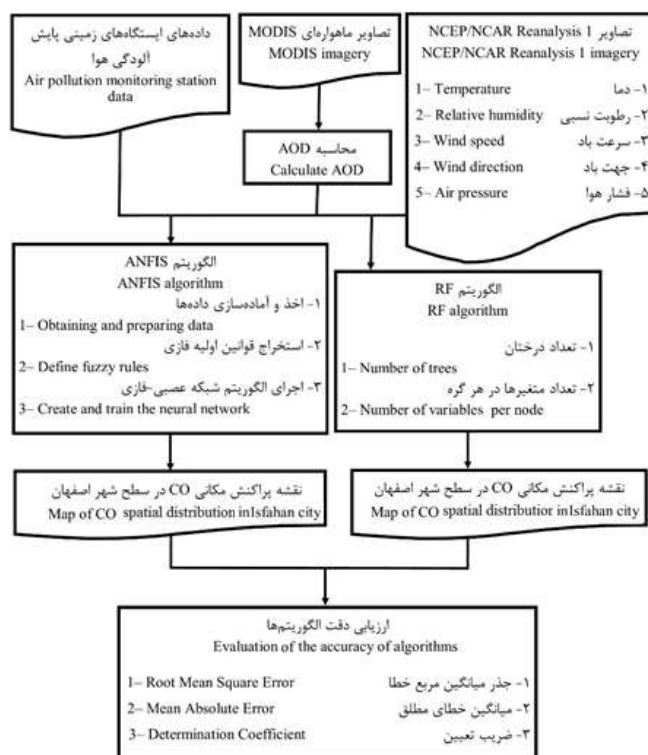 داده‌های ایستگاه‌های زمینی پایش
آلودگی هوا
Air pollution monitoring station
data
تصاویر ماهواره‌ای MODIS
MODIS imagery
تصاویر NCEP/NCAR Reanalysis 1
NCEP/NCAR Reanalysis 1 imagery
1– Temperature ۱- دما
2– Relative humidity ۲- رطوبت نسبی
3– Wind speed ۳- سرعت باد
4– Wind direction ۴- جهت باد
5– Air pressure ۵- فشار هوا
محاسبه AOD
Calculate AOD
الگوریتم ANFIS
ANFIS algorithm
۱- اخذ و آماده‌سازی داده‌ها
1– Obtaining and preparing data
۲- استخراج قوانین اولیه فازی
2– Define fuzzy rules
۳- اجرای الگوریتم شبکه عصبی-فازی
3– Create and train the neural network
الگوریتم RF
RF algorithm
۱- تعداد درختان
1– Number of trees
۲- تعداد متغیرها در هر گره
2– Number of variables per node
نقشه پراکنش مکانی CO در سطح شهر اصفهان
Map of CO spatial distribution inIsfahan city
نقشه پراکنش مکانی CO در سطح شهر اصفهان
Map of CO spatial distributior inIsfahan city
ارزیابی دقت الگوریتم‌ها
Evaluation of the accuracy of algorithms
1– Root Mean Square Error ۱- جذر میانگین مربع خطا
2– Mean Absolute Error ۲- میانگین خطای مطلق
3– Determination Coefficient ۳- ضریب تعیین